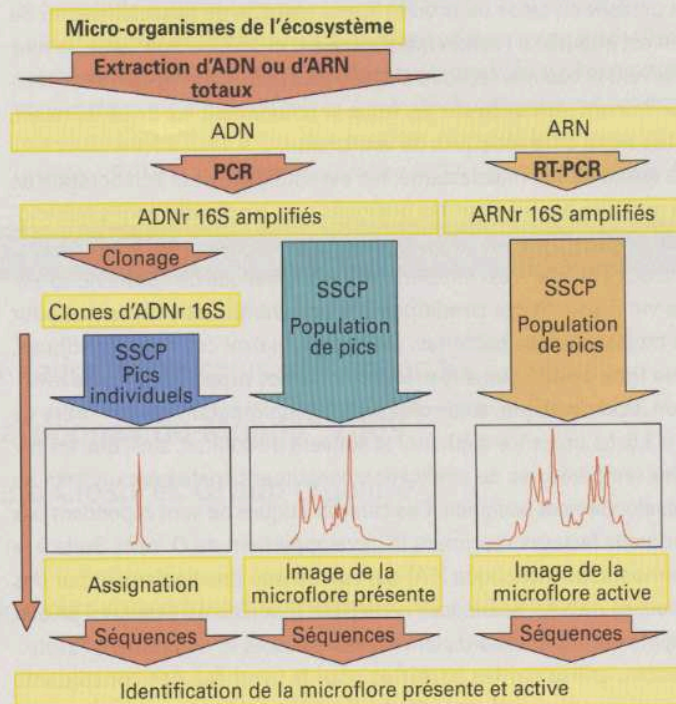 Micro-organismes de l'écosystème
Extraction d'ADN ou d'ARN
totaux
ADN
ARN
PCR
RT-PCR
ADNr 16S amplifiés
ARNr 16S amplifiés
Clonage
Clones d'ADNr 16S
SSCP
Pics
individuels
SSCP
Population
de pics
SSCP
Population
de pics
Assignation
Image de la
microflore présente
Image de la
microflore active
Séquences
Séquences
Séquences
Identification de la microflore présente et active